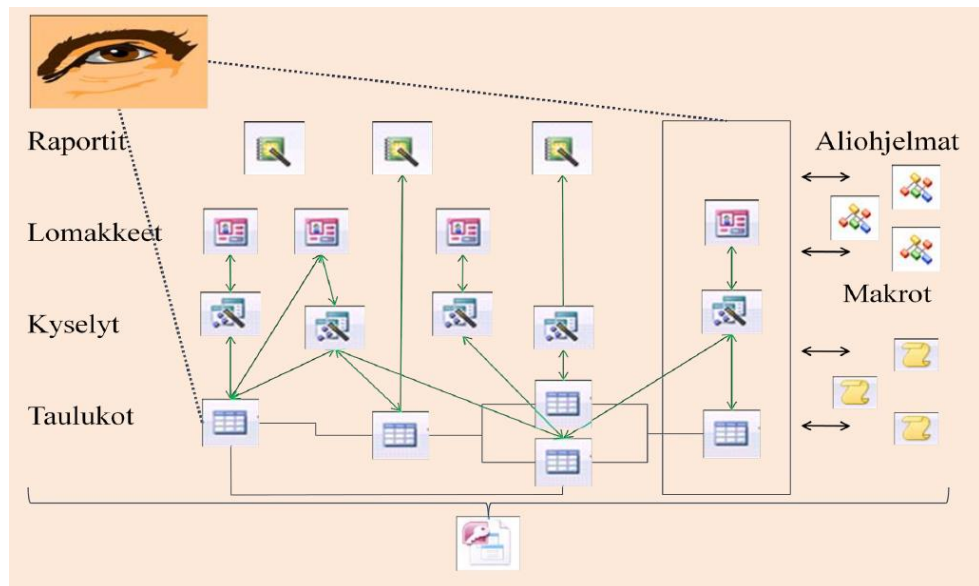 Raportit
Aliohjelmat
Lomakkeet
Makrot
Kyselyt
Taulukot